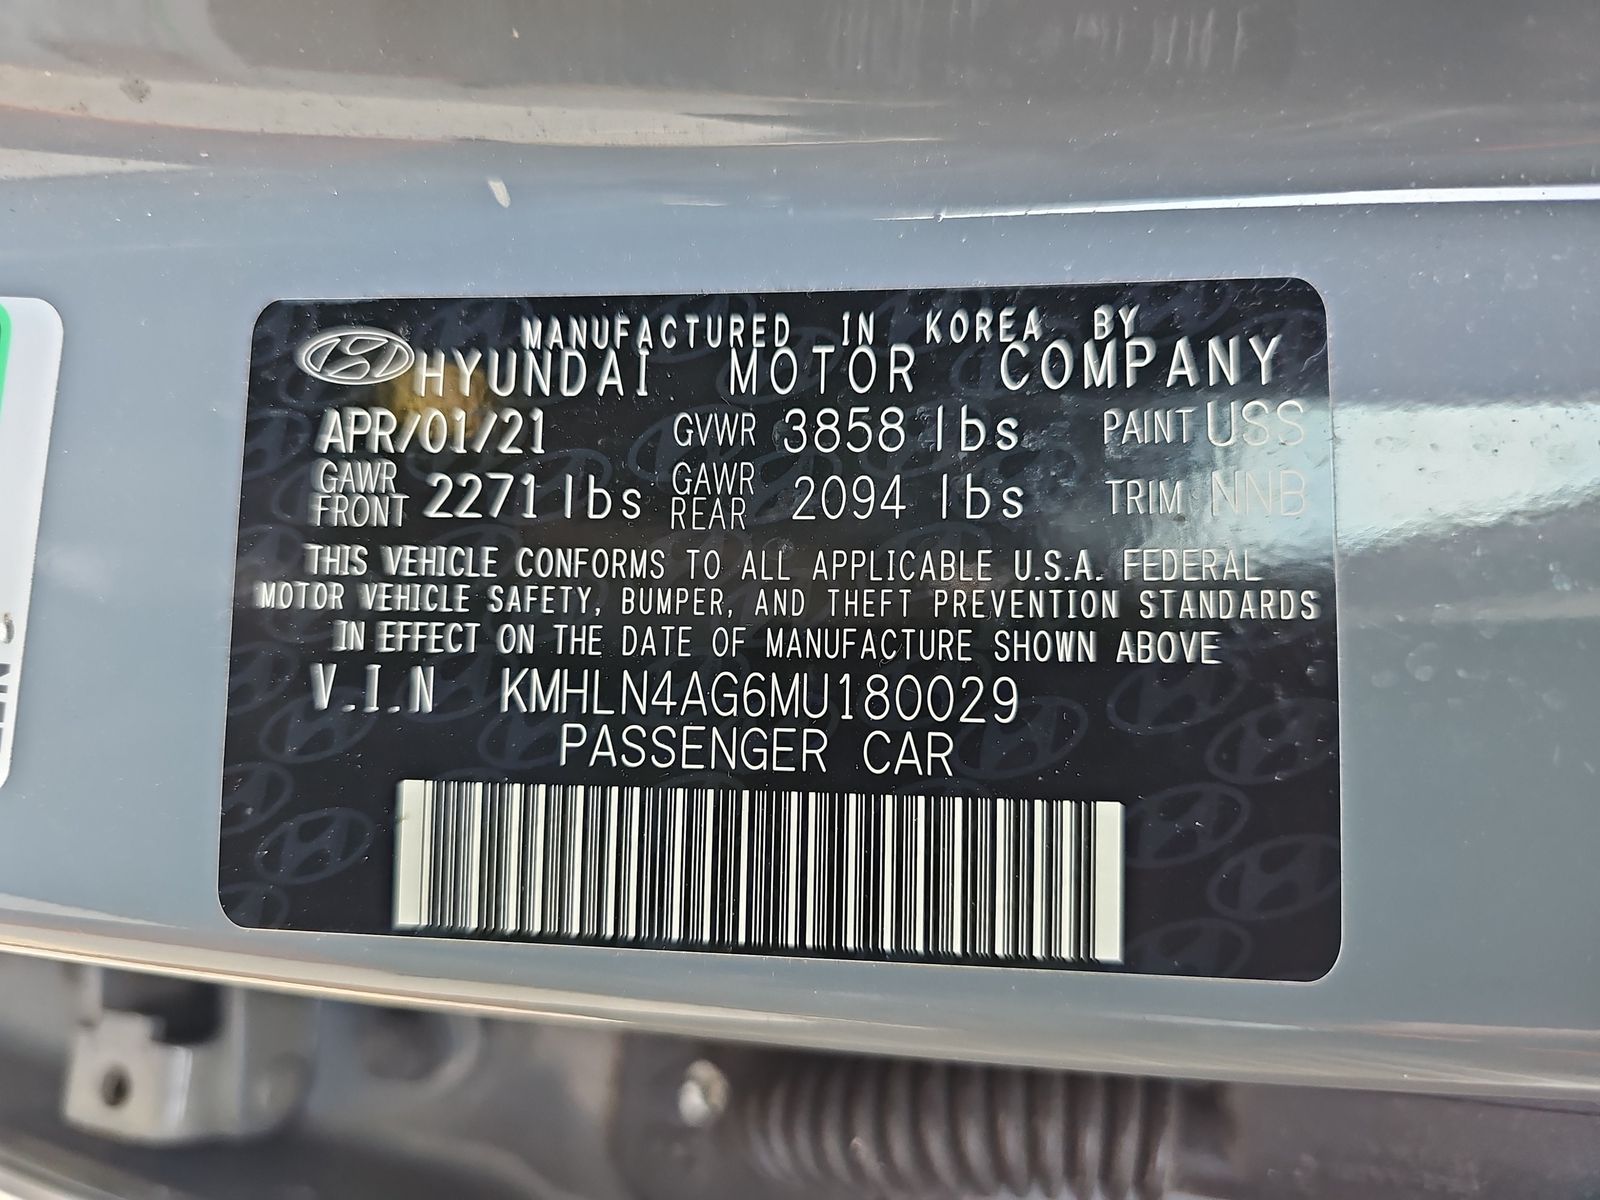 MANUFACTURED IN KOREA BY
HYUNDAI MOTOR COMPANY
APR/01/21 GVWR 3858 lbs PAINT USS
GAWR FRONT 2271 lbs GAWR REAR 2094 lbs TRIM NNB
THIS VEHICLE CONFORMS TO ALL APPLICABLE U.S.A. FEDERAL
MOTOR VEHICLE SAFETY, BUMPER, AND THEFT PREVENTION STANDARDS
IN EFFECT ON THE DATE OF MANUFACTURE SHOWN ABOVE
V.I.N KMHLN4AG6MU180029
PASSENGER CAR